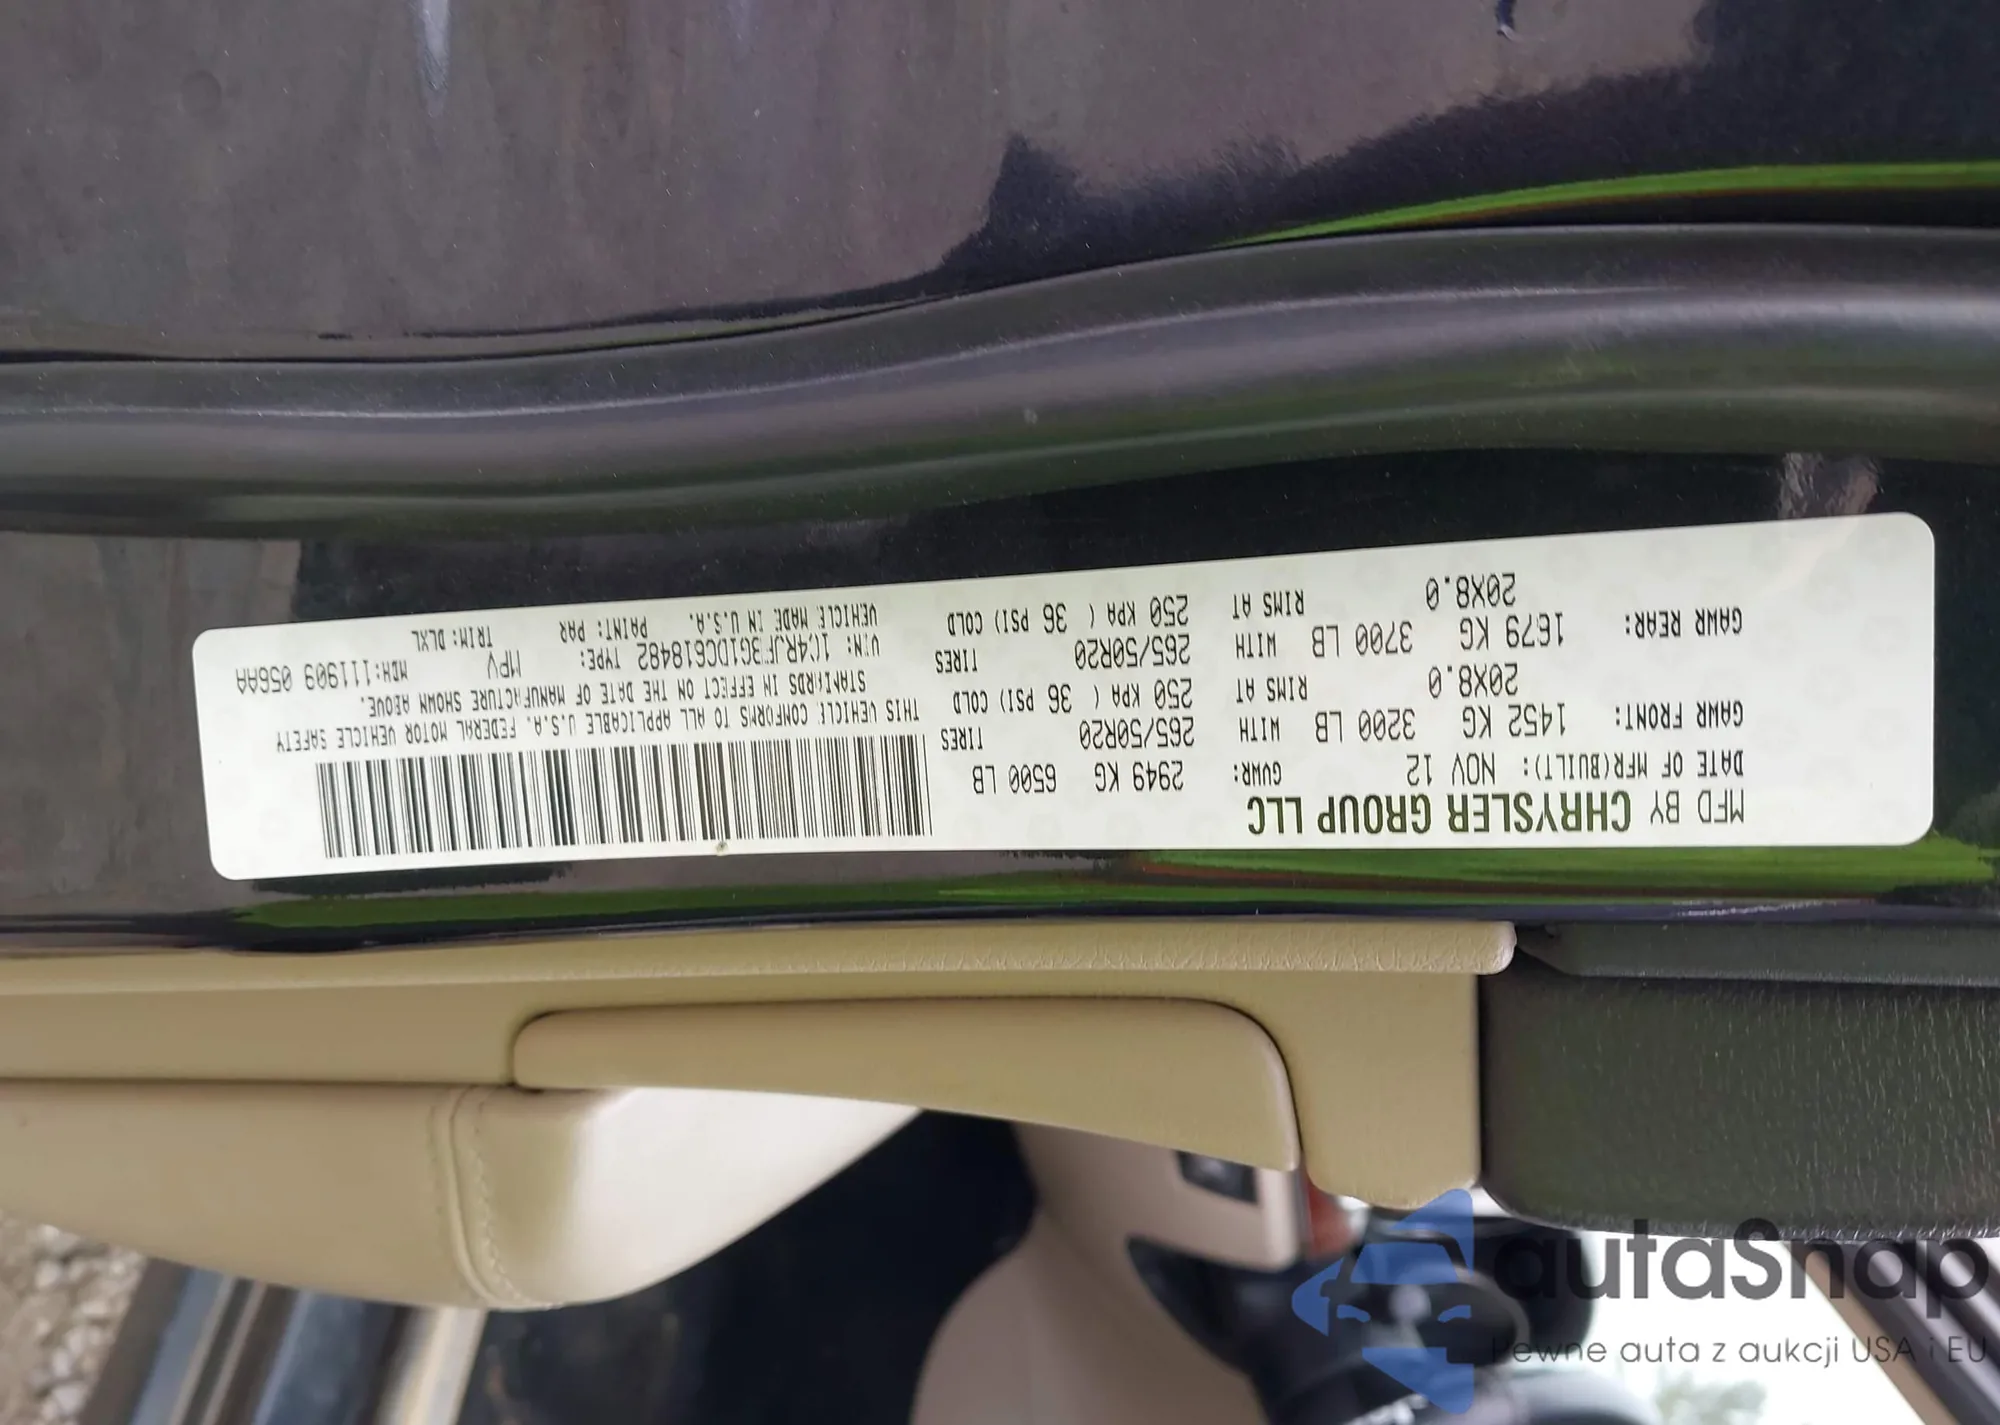 MFD BY CHRYSLER GROUP LLC
DATE OF MFR(BUILT): NOV 12 GVWR: 2949 KG 6500 LB
GAWR FRONT: 1452 KG 3200 LB WITH TIRES 265/50R20
20X8.0 RIMS AT 250 KPA ( 36 PSI) COLD
GAWR REAR: 1679 KG 3700 LB WITH TIRES 265/50R20
20X8.0 RIMS AT 250 KPA ( 36 PSI) COLD
THIS VEHICLE CONFORMS TO ALL APPLICABLE U.S.A. FEDERAL MOTOR VEHICLE SAFETY
STANDARDS IN EFFECT ON THE DATE OF MANUFACTURE SHOWN ABOVE.
VIN: 1C4RJF3G1DC618482 TYPE: MPV MDH:111909 056AA
VEHICLE MADE IN U.S.A. PAINT: PAR TRIM: DLXL
autaSnap
Pewne auta z aukcji USA i EU